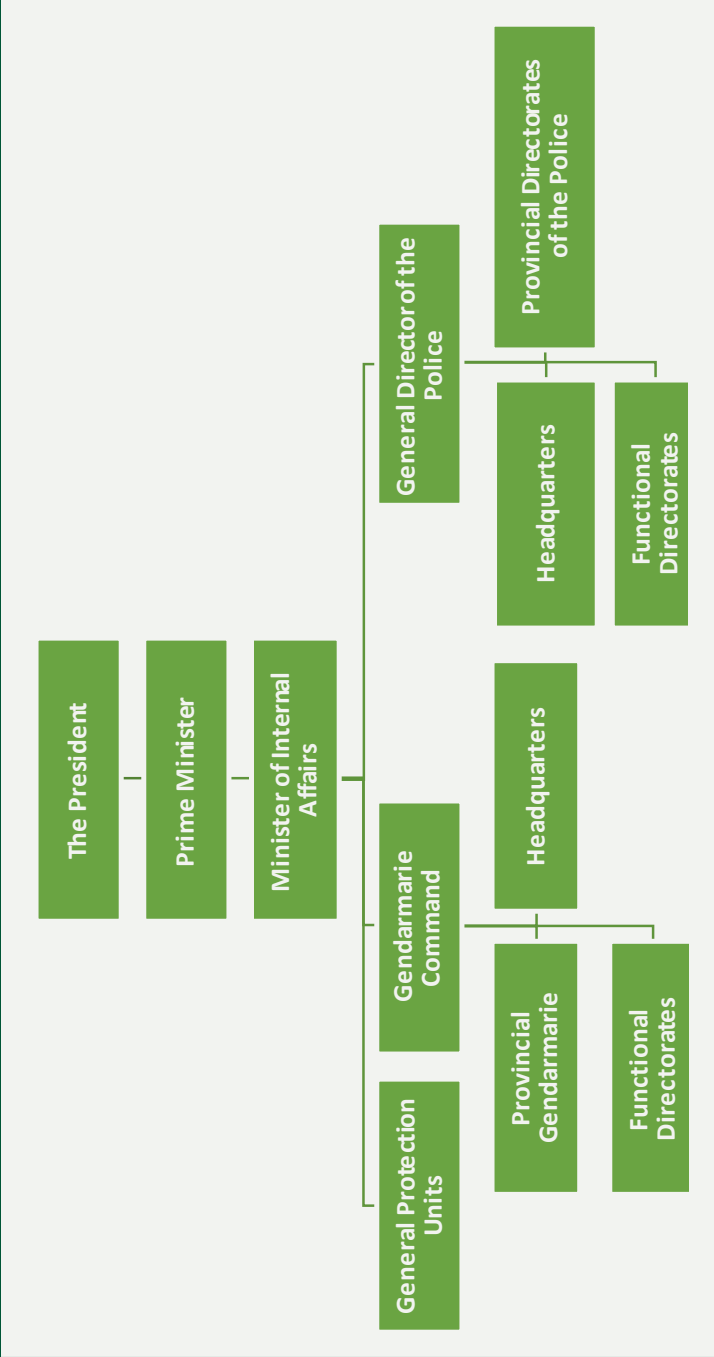 The President
Prime Minister
Minister of Internal
Affairs
General Protection
Units
Gendarmarie
Command
General Director of the
Police
Provincial
Gendarmarie
Headquarters
Functional
Directorates
Headquarters
Provincial Directorates
of the Police
Functional
Directorates